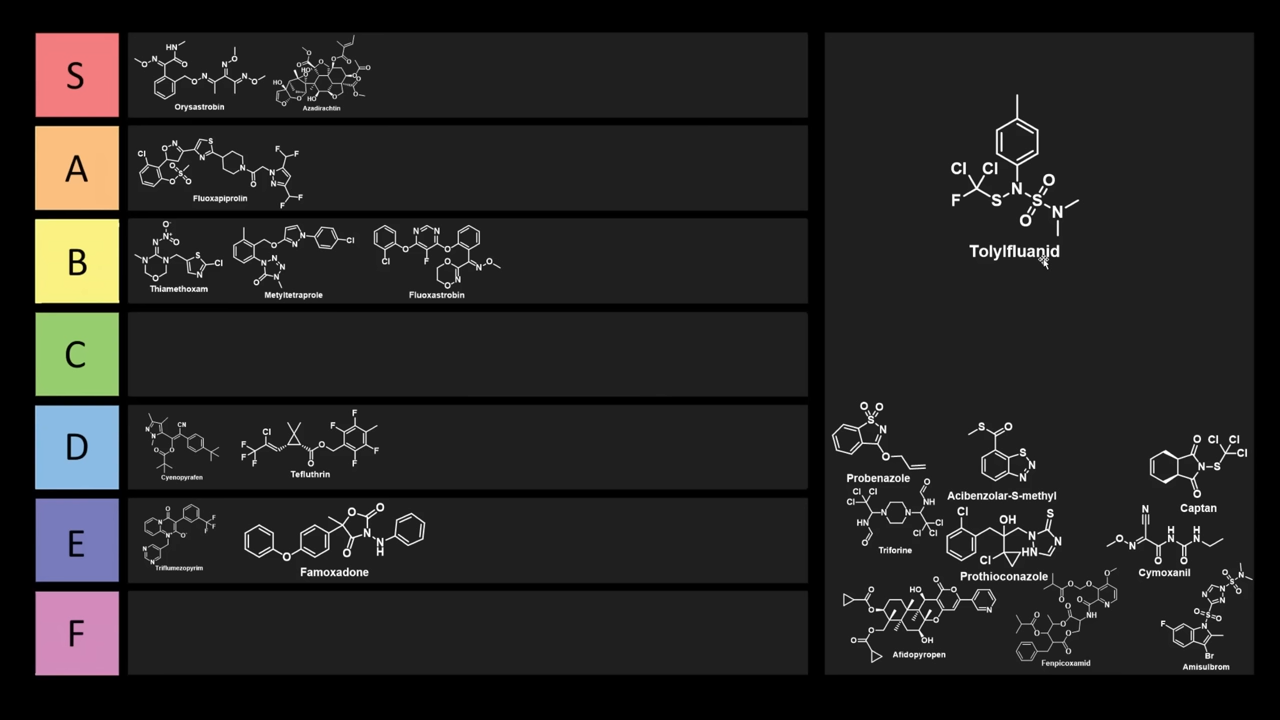 S
Orysastrobin
Azadirachtin
A
Fluoxapiprolin
B
Thiamethoxam
Metyltetraprole
Fluoxastrobin
C
D
Cyenopyrafen
Tefluthrin
E
Triflumezopyrim
Famoxadone
F
Tolylfluanid
Probenazole
Acibenzolar-S-methyl
Captan
Triforine
Prothioconazole
Cymoxanil
Afidopyropen
Fenpicoxamid
Amisulbrom